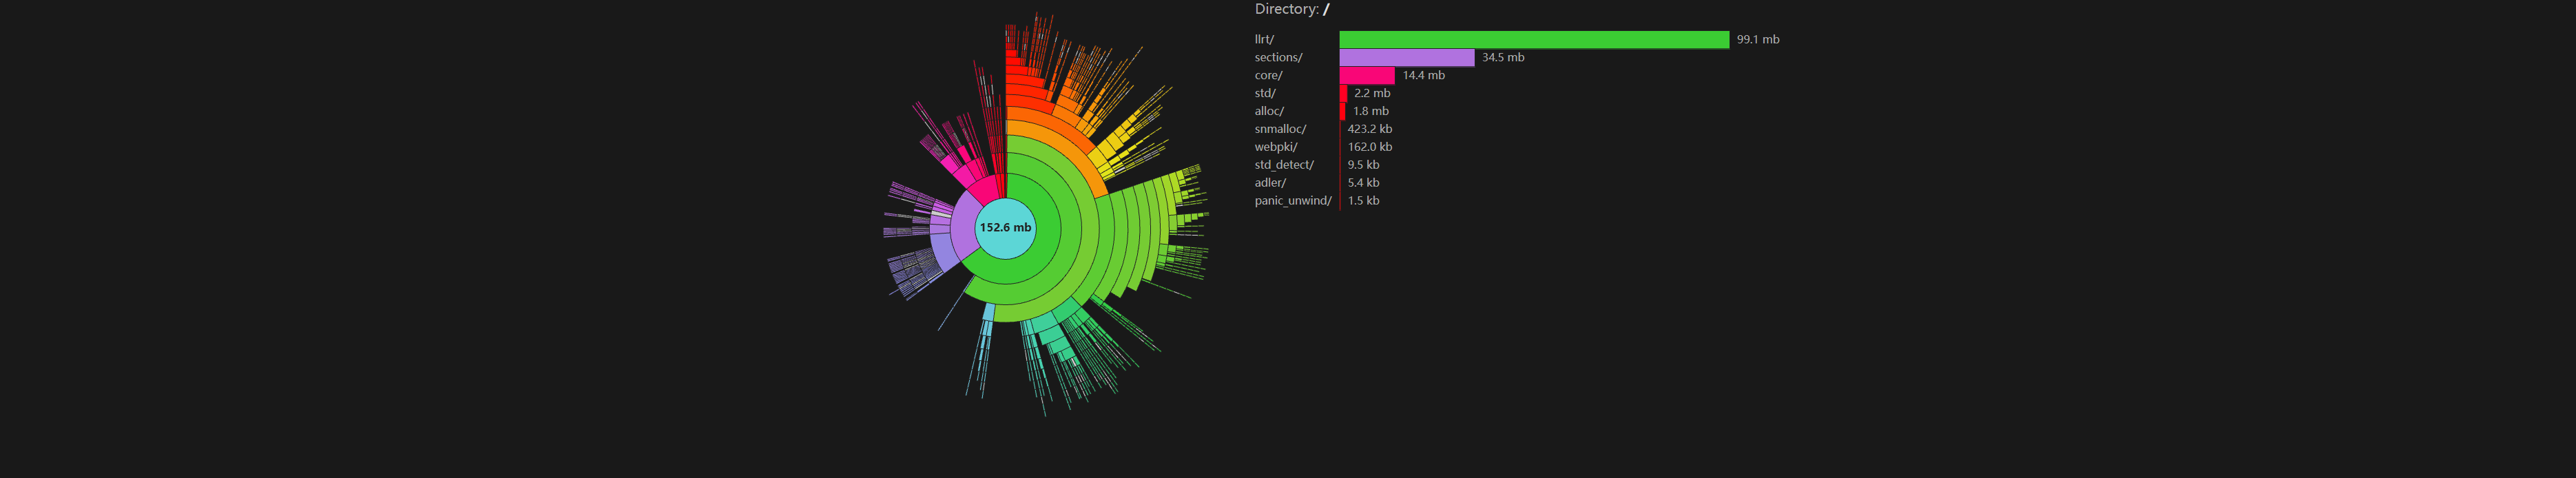 Directory: /
llrt/ 99.1 mb
sections/ 34.5 mb
core/ 14.4 mb
std/ 2.2 mb
alloc/ 1.8 mb
snmalloc/ 423.2 kb
webpki/ 162.0 kb
std_detect/ 9.5 kb
adler/ 5.4 kb
panic_unwind/ 1.5 kb
152.6 mb